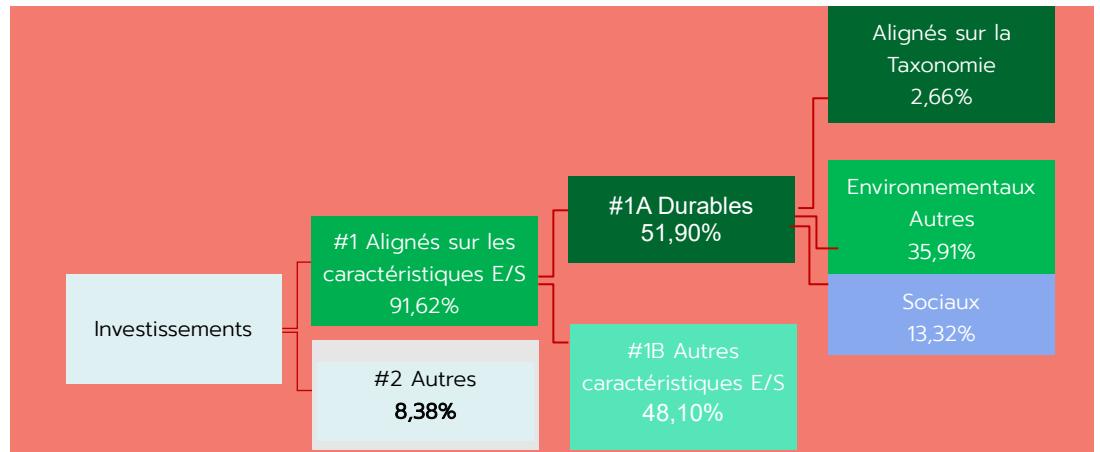 Investissements
#1 Alignés sur les
caractéristiques E/S
91,62%
#2 Autres
8,38%
#1A Durables
51,90%
#1B Autres
caractéristiques E/S
48,10%
Alignés sur la
Taxonomie
2,66%
Environnementaux
Autres
35,91%
Sociaux
13,32%